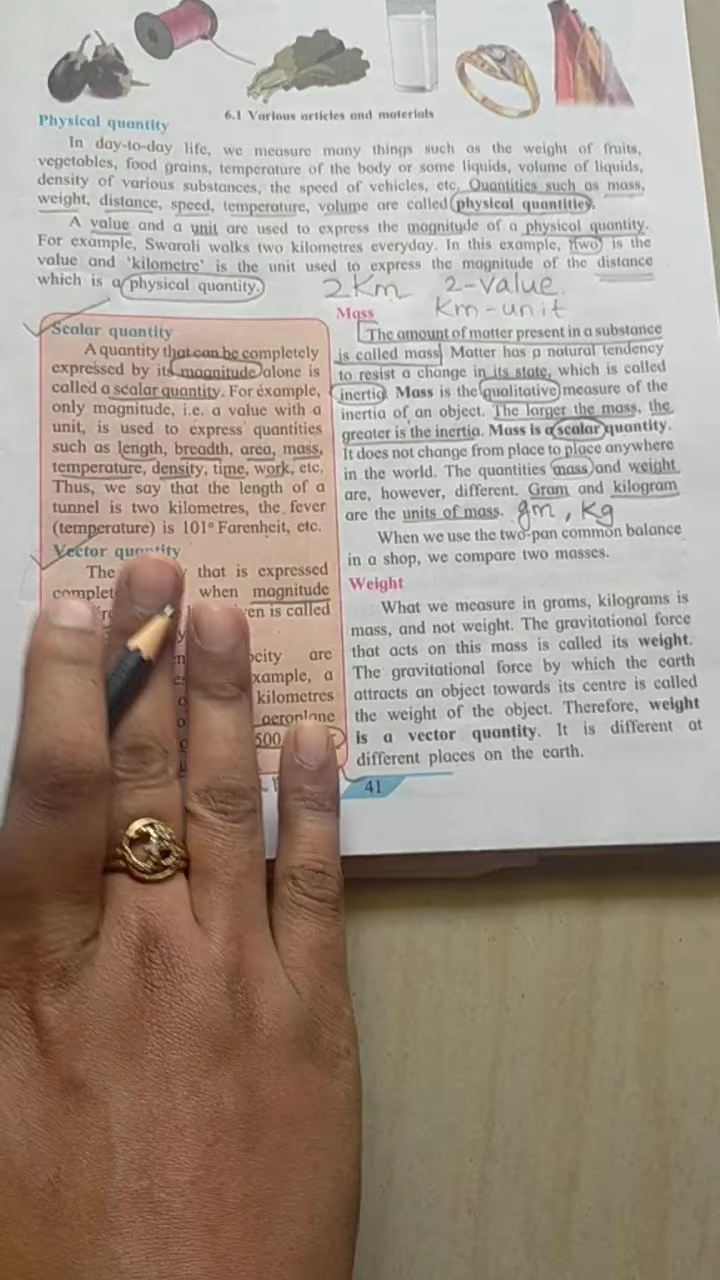 6.1 Various articles and materials
Physical quantity
In day-to-day life, we measure many things such as the weight of fruits,
vegetables, food grains, temperature of the body or some liquids, volume of liquids,
density of various substances, the speed of vehicles, etc. Quantities such as mass,
weight, distance, speed, temperature, volume are called physical quantities.
A value and a unit are used to express the magnitude of a physical quantity.
For example, Swarali walks two kilometres everyday. In this example, 'two' is the
value and 'kilometre' is the unit used to express the magnitude of the distance
which is a physical quantity.
2Km 2-value.
Km-unit
Scalar quantity
A quantity that can be completely
expressed by its magnitude alone is
called a scalar quantity. For example,
only magnitude, i.e. a value with a
unit, is used to express quantities
such as length, breadth, area, mass,
temperature, density, time, work, etc.
Thus, we say that the length of a
tunnel is two kilometres, the fever
(temperature) is 101° Farenheit, etc.
Vector quantity
The that is expressed
when magnitude
is called
are
a
kilometres
aeroplane
500
Mass
The amount of matter present in a substance
is called mass. Matter has a natural tendency
to resist a change in its state, which is called
inertia. Mass is the qualitative measure of the
inertia of an object. The larger the mass, the
greater is the inertia. Mass is a scalar quantity.
It does not change from place to place anywhere
in the world. The quantities mass and weight
are, however, different. Gram and kilogram
are the units of mass. gm, Kg
When we use the two-pan common balance
in a shop, we compare two masses.
Weight
What we measure in grams, kilograms is
mass, and not weight. The gravitational force
that acts on this mass is called its weight.
The gravitational force by which the earth
attracts an object towards its centre is called
the weight of the object. Therefore, weight
is a vector quantity. It is different at
different places on the earth.
41